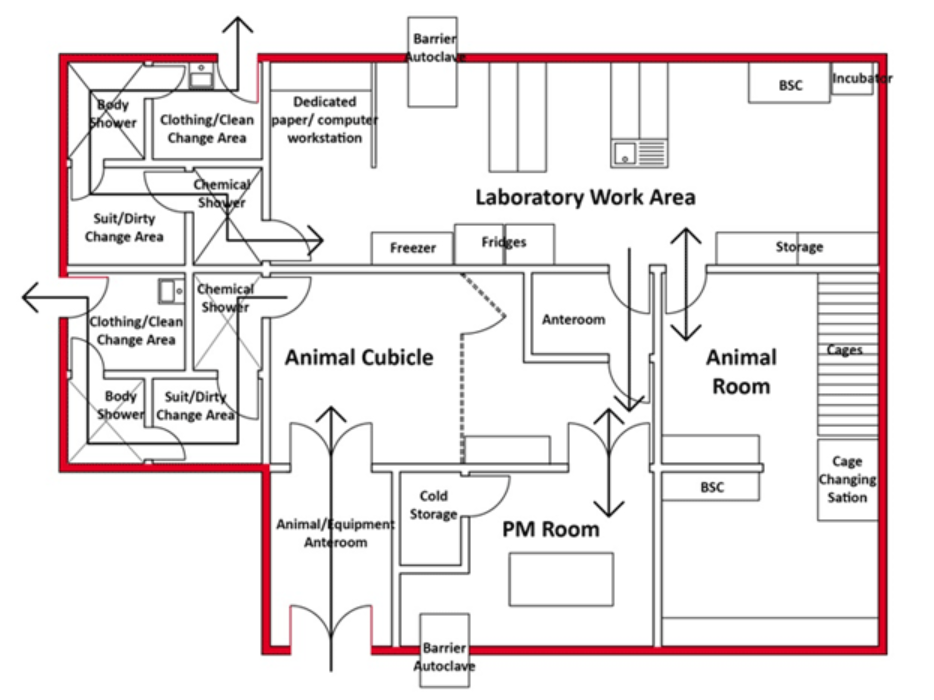 Barrier
Autoclave
Body
Shower
Clothing/Clean
Change Area
Dedicated
paper/ computer
workstation
BSC
Incubator
Chemical
Shower
Laboratory Work Area
Suit/Dirty
Change Area
Freezer
Fridges
Storage
Chemical
Shower
Clothing/Clean
Change Area
Anteroom
Animal Cubicle
Animal
Room
Cages
Body
Shower
Suit/Dirty
Change Area
Cage
Changing
Sation
BSC
Cold
Storage
Animal/Equipment
Anteroom
PM Room
Barrier
Autoclave